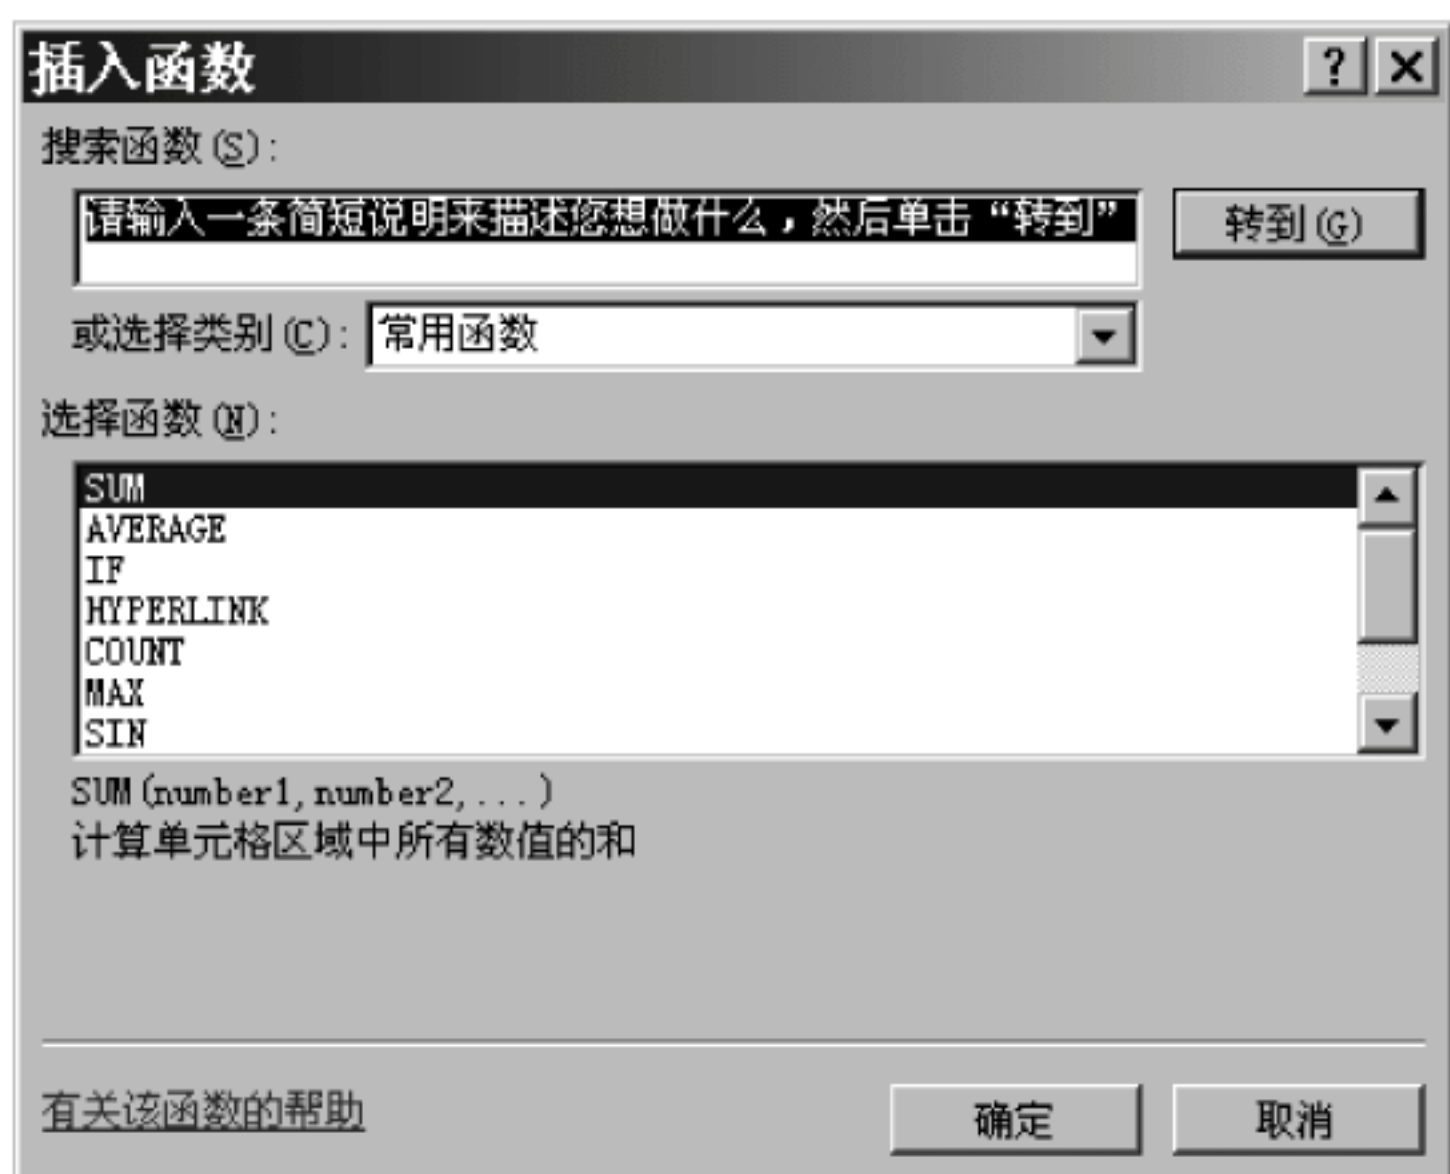 插入函数
搜索函数(S):
请输入一条简短说明来描述您想做什么，然后单击“转到”
转到(G)
或选择类别(C):
常用函数
选择函数(N):
SUM
AVERAGE
IF
HYPERLINK
COUNT
MAX
SIN
SUM(number1,number2,...)
计算单元格区域中所有数值的和
有关该函数的帮助
确定
取消